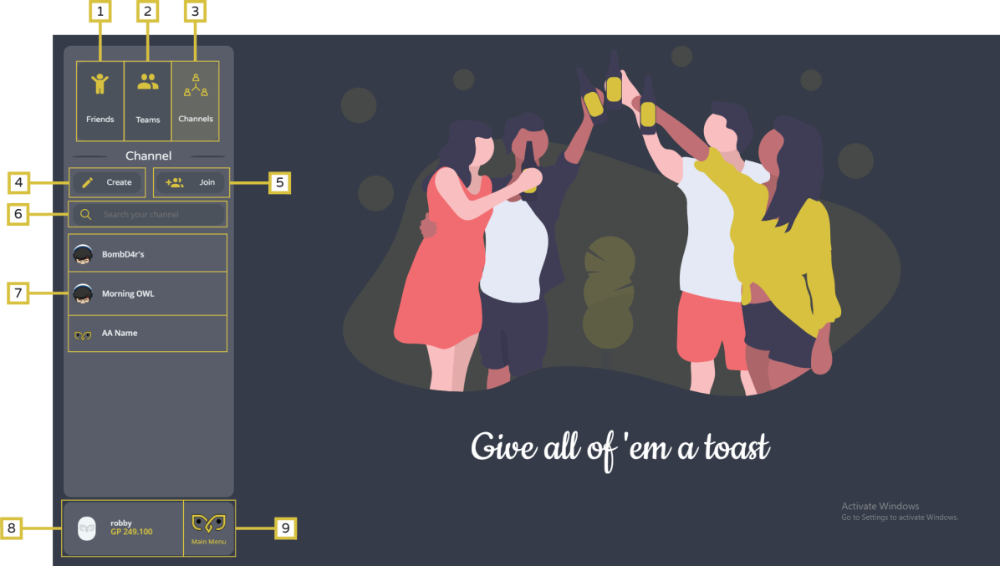 1
2
3
Friends
Teams
Channels
Channel
4
Create
Join
5
6
Search your channel
BombD4r's
7
Morning OWL
AA Name
Give all of 'em a toast
Activate Windows
Go to Settings to activate Windows.
8
robby
GP 249.100
Main Menu
9